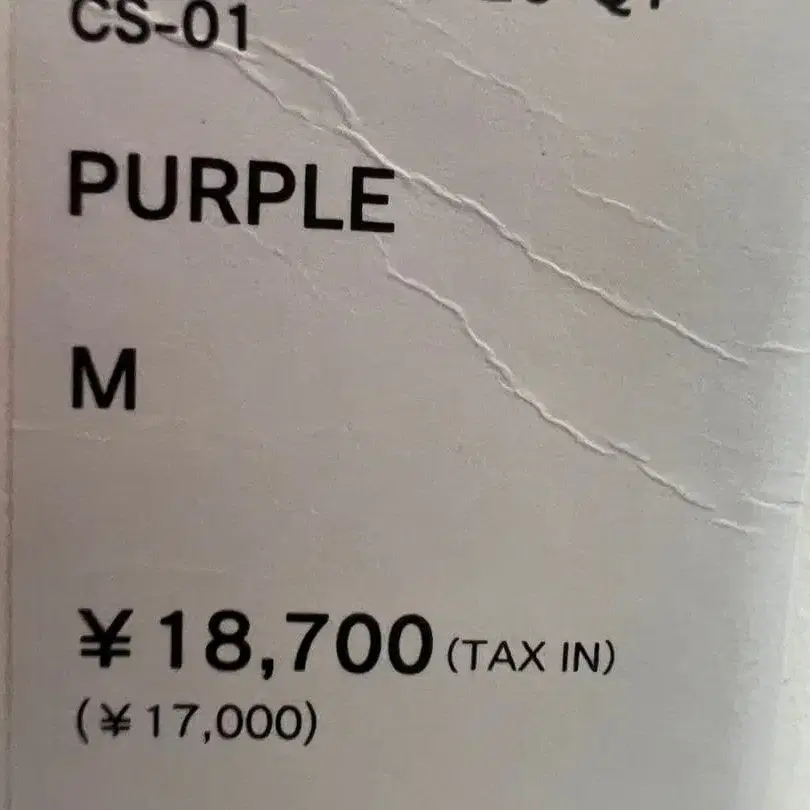 CS-01
PURPLE
M
¥18,700(TAX IN)
(¥17,000)